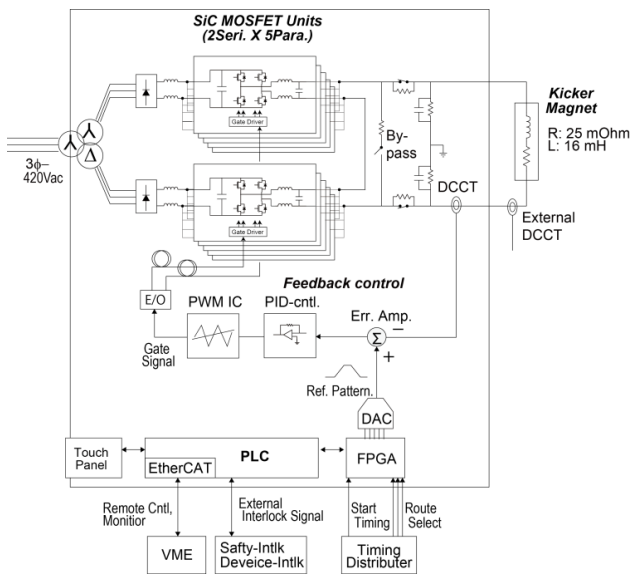 SiC MOSFET Units
(2Seri. X 5Para.)
Gate Driver
By-
pass
Kicker
Magnet
R: 25 mOhm
L: 16 mH
3ϕ−
420Vac
Δ
DCCT
External
DCCT
Gate Driver
Feedback control
E/O
PWM IC
PID-cntl.
Err. Amp.
−
Σ
+
Gate
Signal
Ref. Pattern.
DAC
Touch
Panel
PLC
EtherCAT
FPGA
Remote Cntl,
Monitior
External
Interlock Signal
Start
Timing
Route
Select
VME
Safty-Intlk
Deveice-Intlk
Timing
Distributer